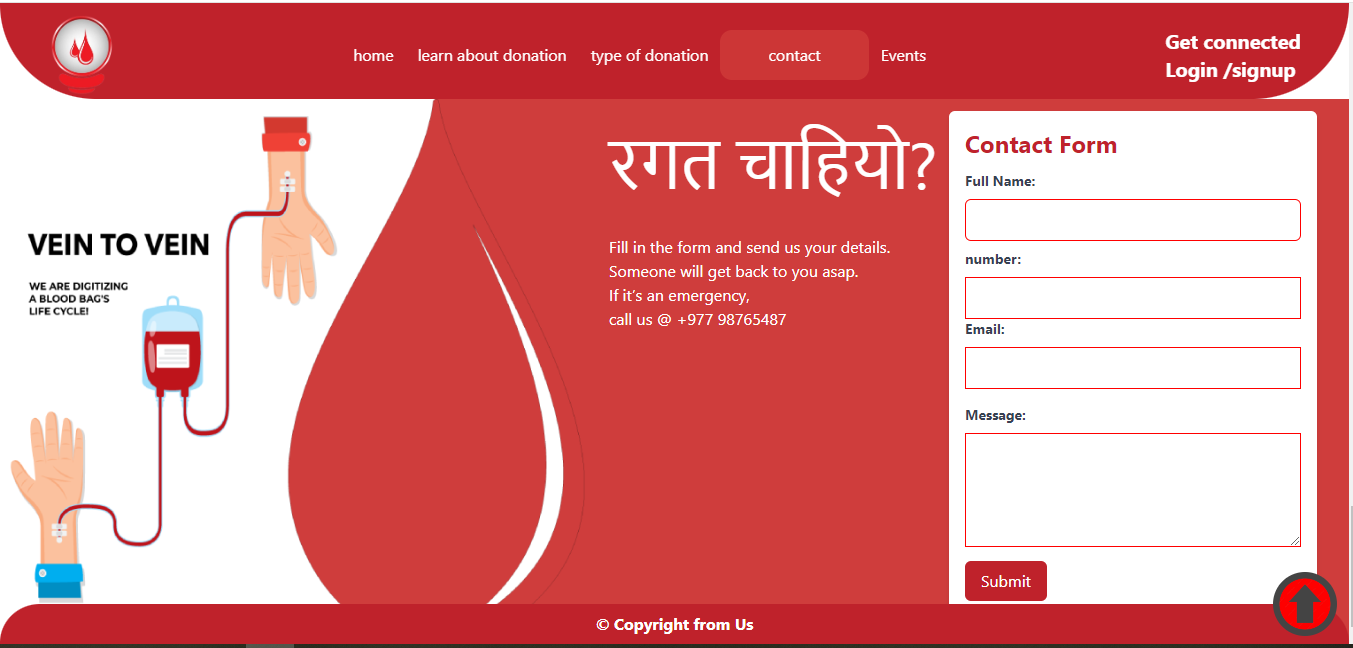 home
learn about donation
type of donation
contact
Events
Get connected
Login /signup
VEIN TO VEIN
WE ARE DIGITIZING
A BLOOD BAG'S
LIFE CYCLE!
रगत चाहियो?
Fill in the form and send us your details.
Someone will get back to you asap.
If it's an emergency,
call us @ +977 98765487
Contact Form
Full Name:
number:
Email:
Message:
Submit
© Copyright from Us